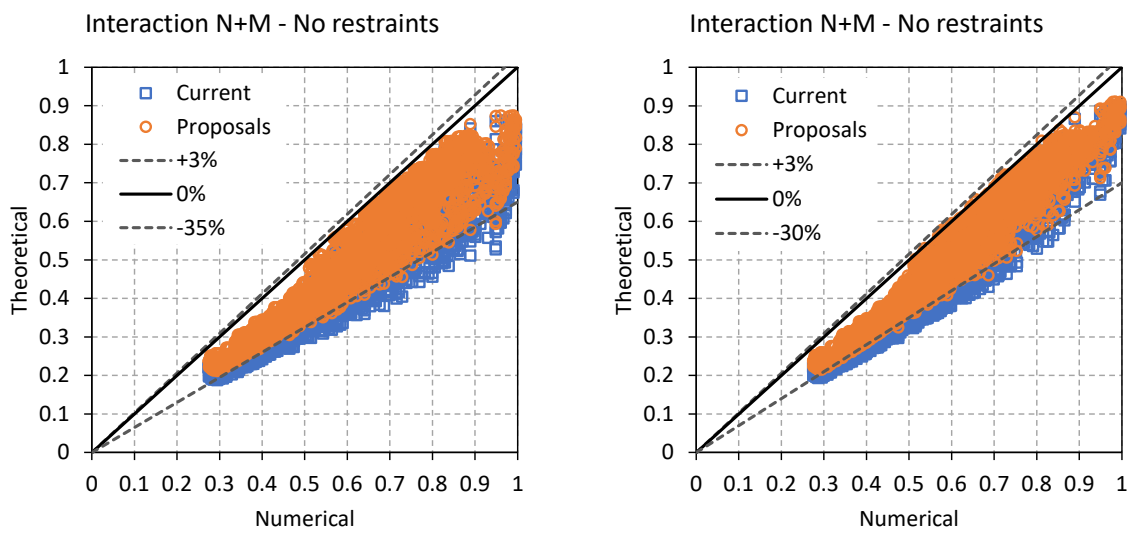 Interaction N+M - No restraints
1
0.9
0.8
0.7
0.6
0.5
0.4
0.3
0.2
0.1
0
Theoretical
Current
Proposals
+3%
0%
-35%
0 0.1 0.2 0.3 0.4 0.5 0.6 0.7 0.8 0.9 1
Numerical
Interaction N+M - No restraints
1
0.9
0.8
0.7
0.6
0.5
0.4
0.3
0.2
0.1
0
Theoretical
Current
Proposals
+3%
0%
-30%
0 0.1 0.2 0.3 0.4 0.5 0.6 0.7 0.8 0.9 1
Numerical